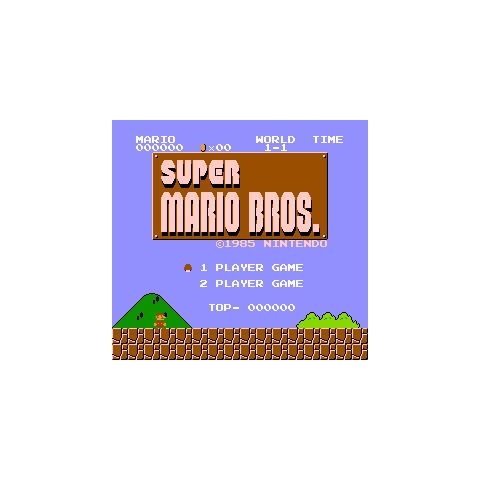 MARIO WORLD TIME
000000 ×00 1-1
SUPER
MARIO BROS.
©1985 NINTENDO
1 PLAYER GAME
2 PLAYER GAME
TOP- 000000